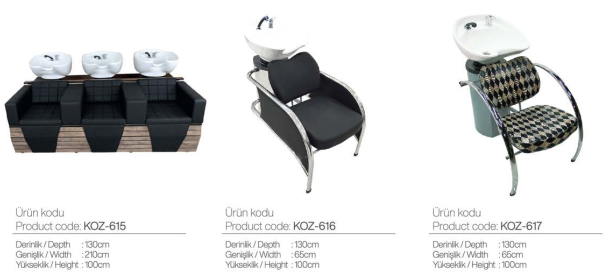 Ürün kodu
Product code: KOZ-615
Derinlik / Depth : 130cm
Genişlik / Width : 210cm
Yükseklik / Height : 100cm
Ürün kodu
Product code: KOZ-616
Derinlik / Depth : 130cm
Genişlik / Width : 65cm
Yükseklik / Height : 100cm
Ürün kodu
Product code: KOZ-617
Derinlik / Depth : 130cm
Genişlik / Width : 65cm
Yükseklik / Height : 100cm